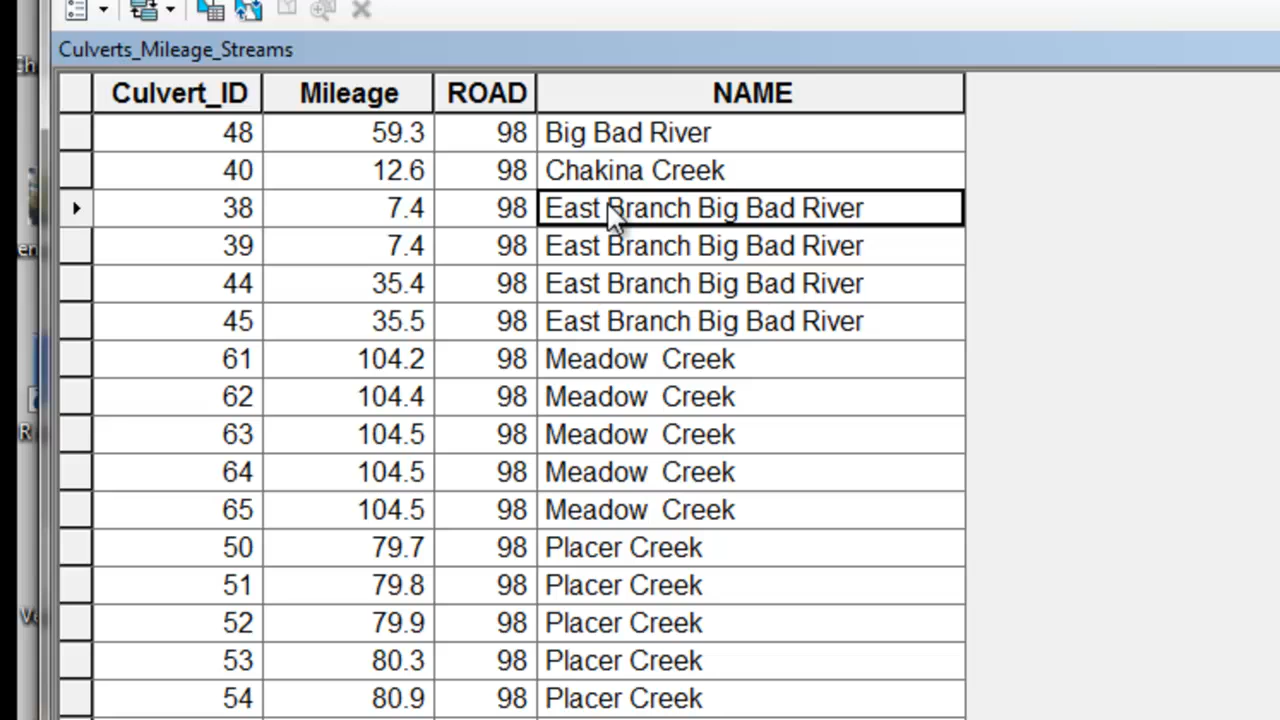 Culverts_Mileage_Streams
Culvert_ID Mileage ROAD NAME
48 59.3 98 Big Bad River
40 12.6 98 Chakina Creek
38 7.4 98 East Branch Big Bad River
39 7.4 98 East Branch Big Bad River
44 35.4 98 East Branch Big Bad River
45 35.5 98 East Branch Big Bad River
61 104.2 98 Meadow  Creek
62 104.4 98 Meadow  Creek
63 104.5 98 Meadow  Creek
64 104.5 98 Meadow  Creek
65 104.5 98 Meadow  Creek
50 79.7 98 Placer Creek
51 79.8 98 Placer Creek
52 79.9 98 Placer Creek
53 80.3 98 Placer Creek
54 80.9 98 Placer Creek